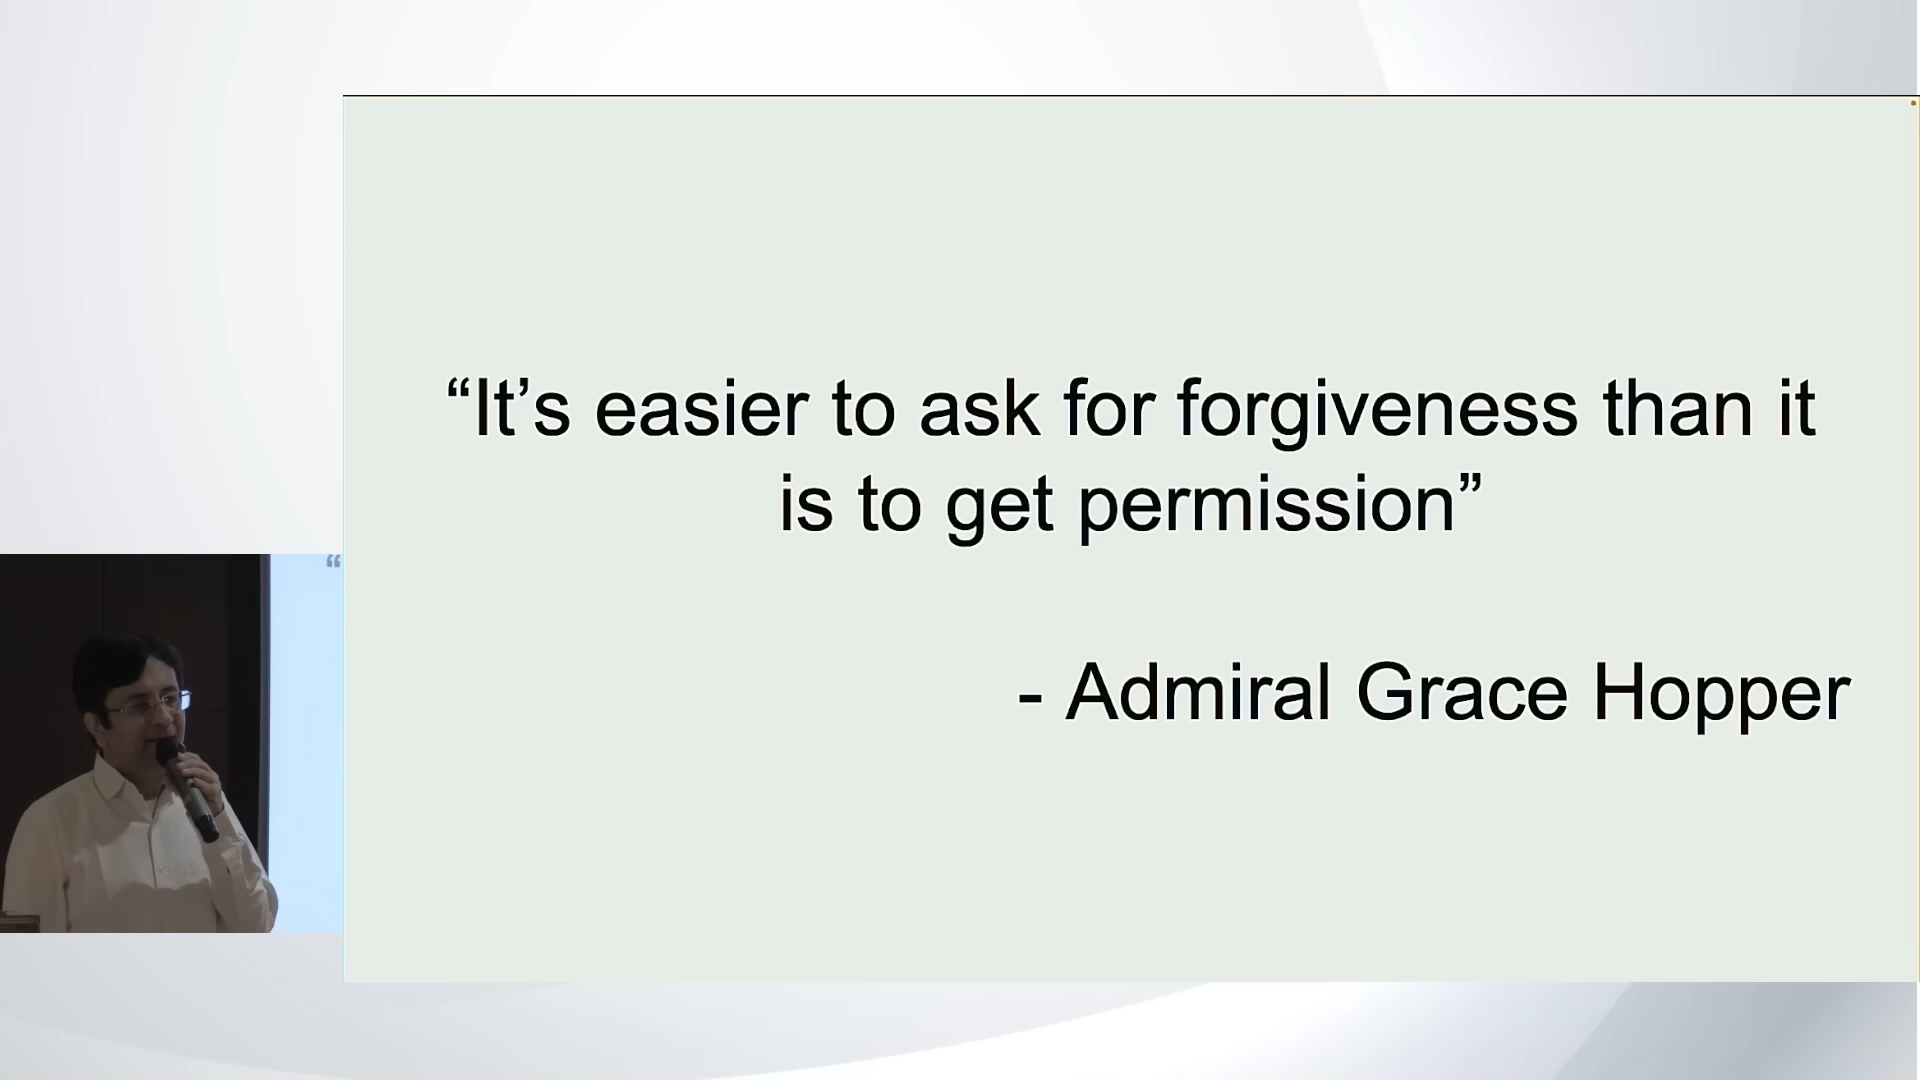 “It’s easier to ask for forgiveness than it
is to get permission”
- Admiral Grace Hopper
“